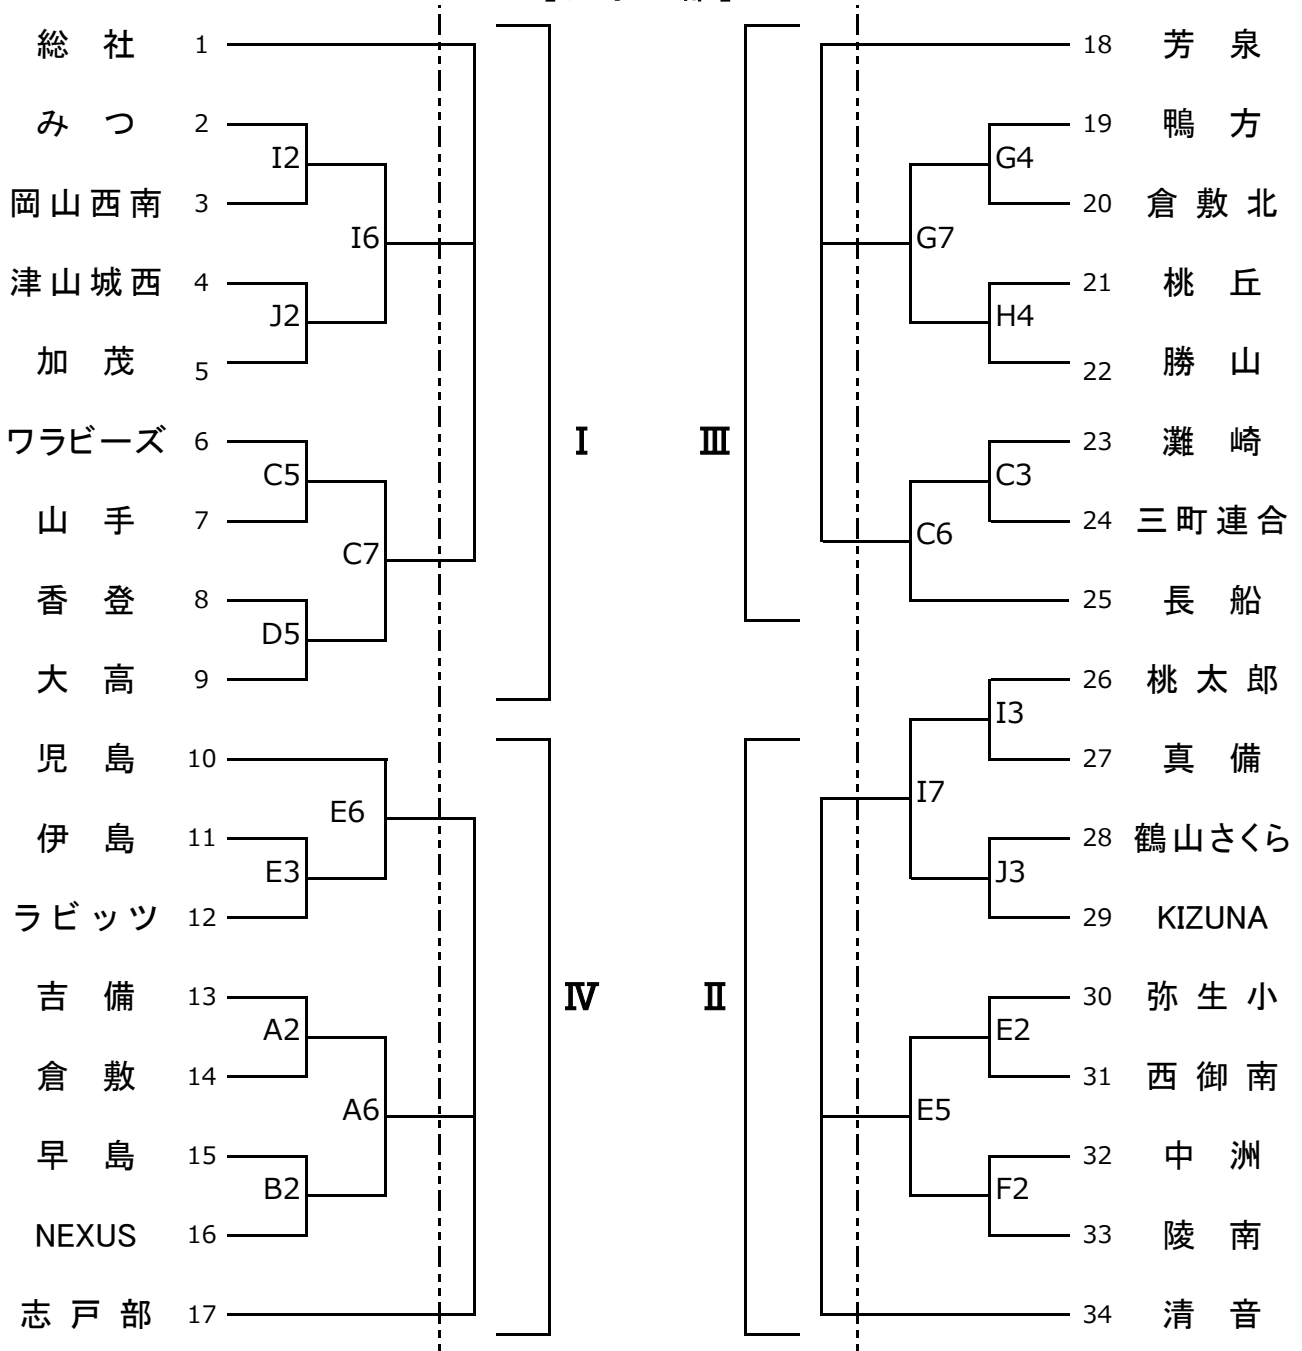 総社 1
みつ 2
I2
岡山西南 3
I6
津山城西 4
J2
加茂 5
ワラビーズ 6
C5
山手 7
C7
香登 8
D5
大高 9
I
児島 10
E6
伊島 11
E3
ラビッツ 12
吉備 13
A2
倉敷 14
A6
早島 15
B2
NEXUS 16
志戸部 17
IV
18 芳泉
19 鴨方
G4
20 倉敷北
G7
21 桃丘
H4
22 勝山
III
23 灘崎
C3
24 三町連合
C6
25 長船
26 桃太郎
I3
27 真備
I7
28 鶴山さくら
J3
29 KIZUNA
II
30 弥生小
E2
31 西御南
E5
32 中洲
F2
33 陵南
34 清音